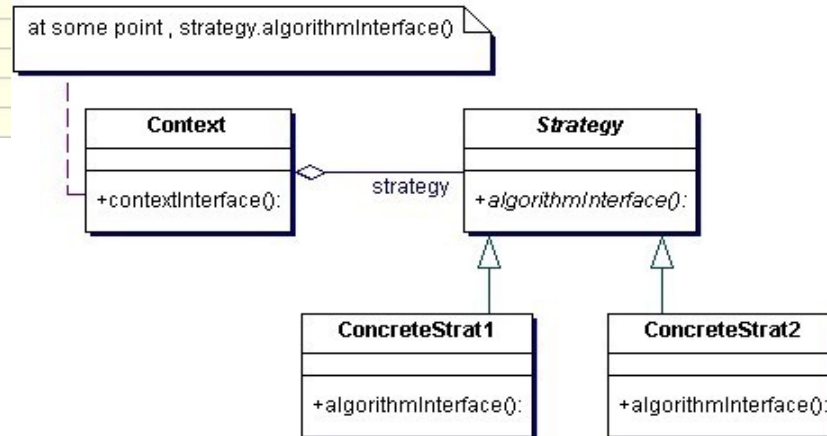 at some point , strategy.algorithmInterface()
Context
Strategy
+contextInterface():
strategy
+algorithmInterface():
ConcreteStrat1
ConcreteStrat2
+algorithmInterface():
+algorithmInterface():